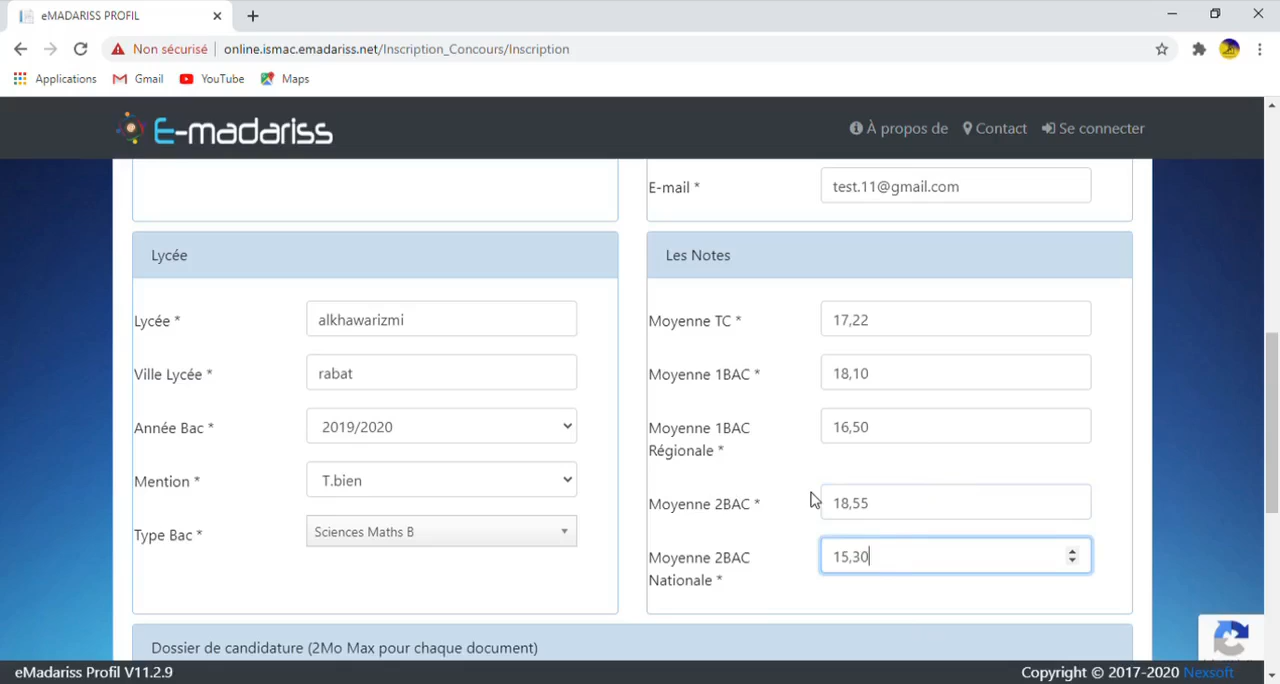 eMADARISS PROFIL
Non sécurisé online.ismac.emadariss.net/Inscription_Concours/Inscription
Applications Gmail YouTube Maps
E-madariss À propos de Contact Se connecter
E-mail * test.11@gmail.com
Lycée
Lycée * alkhawarizmi
Ville Lycée * rabat
Année Bac * 2019/2020
Mention * T.bien
Type Bac * Sciences Maths B
Les Notes
Moyenne TC * 17,22
Moyenne 1BAC * 18,10
Moyenne 1BAC 16,50
Régionale *
Moyenne 2BAC * 18,55
Moyenne 2BAC 15,30
Nationale *
Dossier de candidature (2Mo Max pour chaque document)
eMadariss Profil V11.2.9 Copyright © 2017-2020 Nexsoft